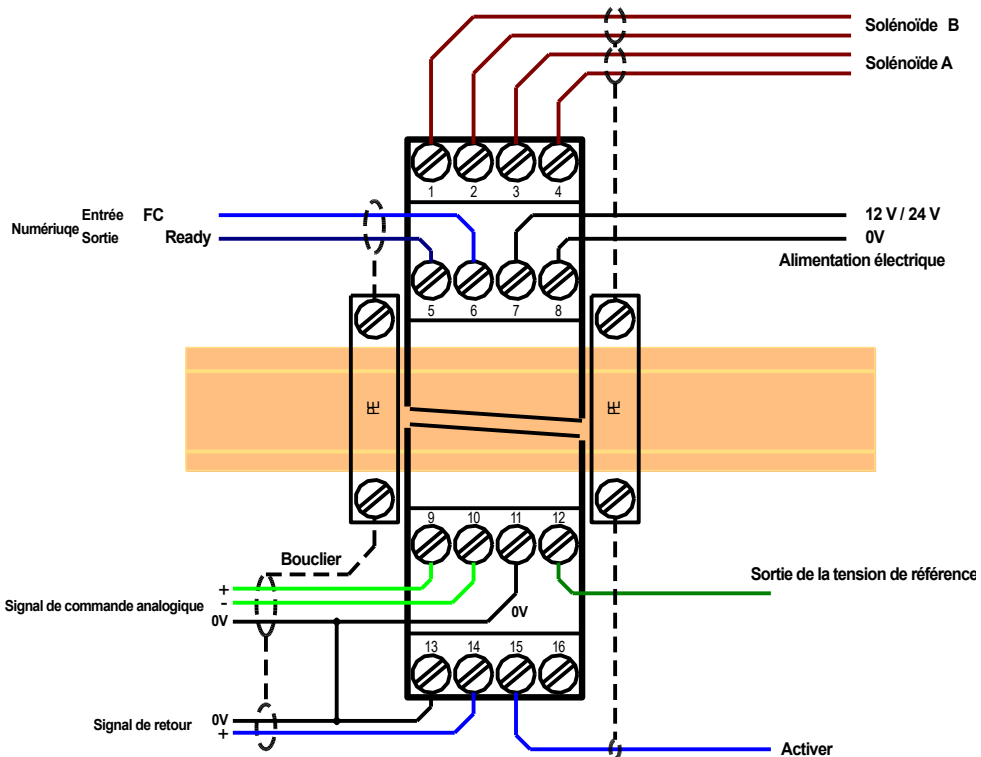 Solénoïde B
Solénoïde A
1 2 3 4
Entrée FC
Numériuqe
Sortie Ready
12 V / 24 V
0V
Alimentation électrique
5 6 7 8
FE FE
9 10 11 12
Bouclier
Sortie de la tension de référence
+
Signal de commande analogique -
0V
0V
13 14 15 16
Signal de retour 0V
+
Activer